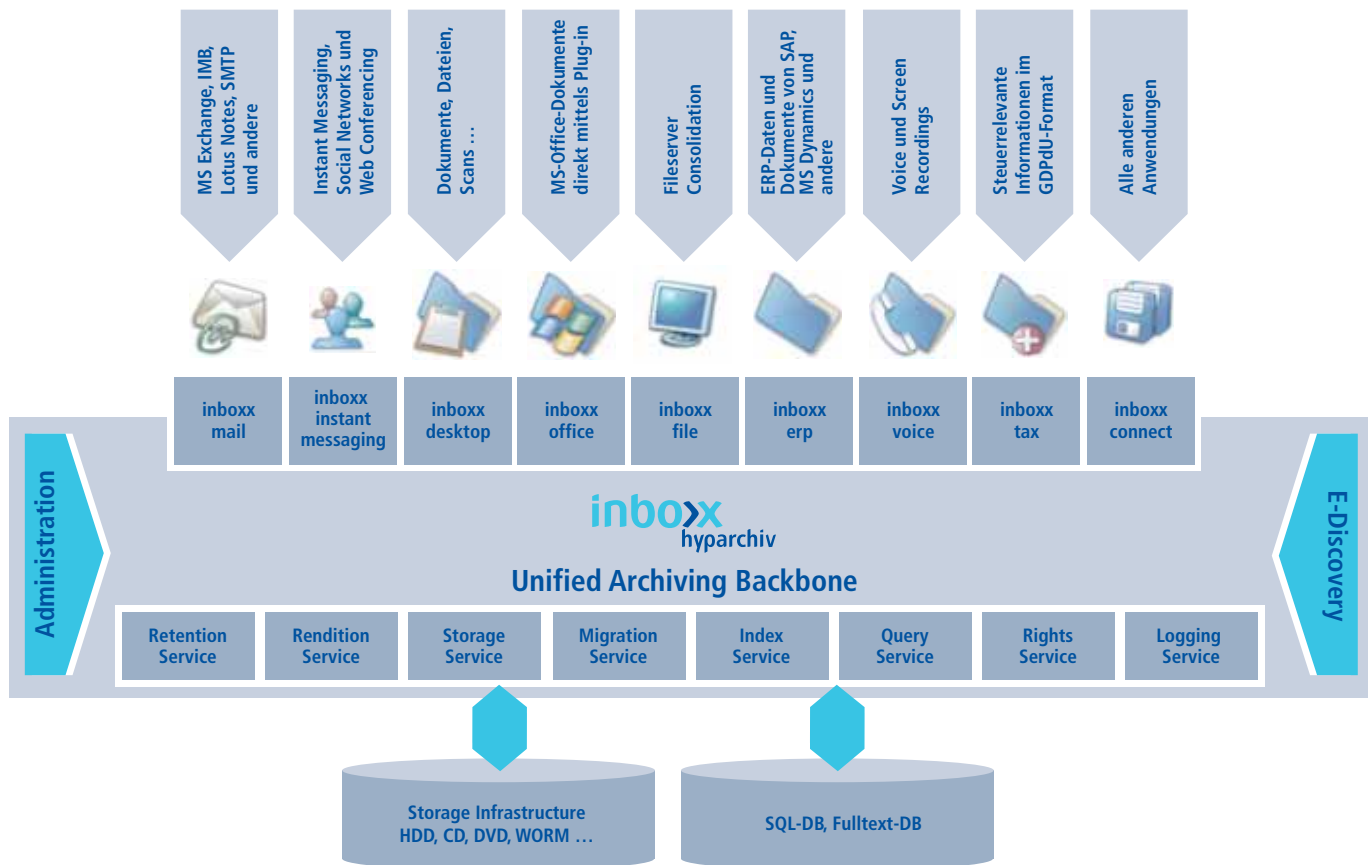 MS Exchange, IMB,
Lotus Notes, SMTP
und andere
Instant Messaging,
Social Networks und
Web Conferencing
Dokumente, Dateien,
Scans …
MS-Office-Dokumente
direkt mittels Plug-in
Fileserver
Consolidation
ERP-Daten und
Dokumente von SAP,
MS Dynamics und
andere
Voice und Screen
Recordings
Steuerrelevante
Informationen im
GDPdU-Format
Alle anderen
Anwendungen
inboxx
mail
inboxx
instant
messaging
inboxx
desktop
inboxx
office
inboxx
file
inboxx
erp
inboxx
voice
inboxx
tax
inboxx
connect
Administration
E-Discovery
inboxx
hyparchiv
Unified Archiving Backbone
Retention
Service
Rendition
Service
Storage
Service
Migration
Service
Index
Service
Query
Service
Rights
Service
Logging
Service
Storage Infrastructure
HDD, CD, DVD, WORM …
SQL-DB, Fulltext-DB